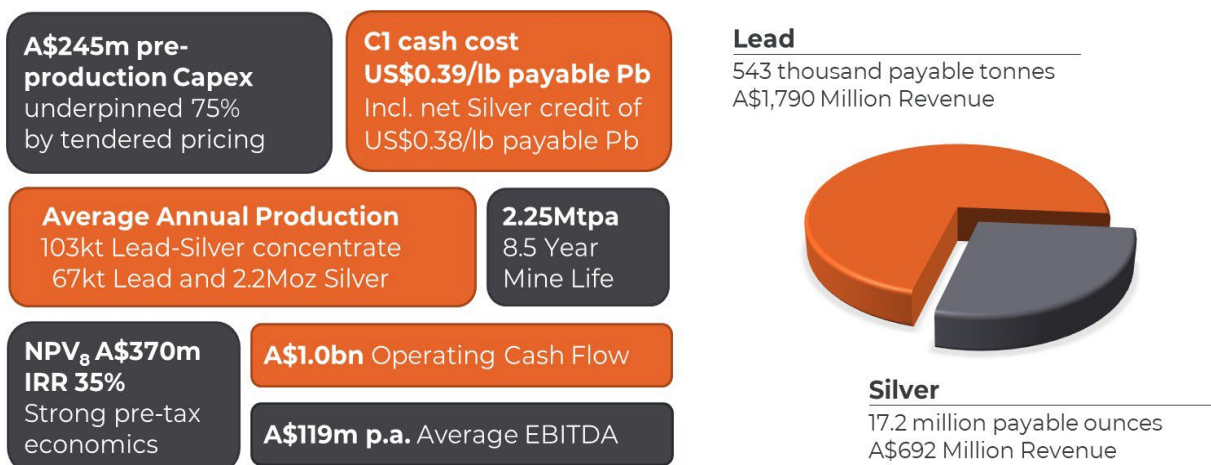 A$245m pre-
production Capex
underpinned 75%
by tendered pricing
C1 cash cost
US$0.39/lb payable Pb
Incl. net Silver credit of
US$0.38/lb payable Pb
Average Annual Production
103kt Lead-Silver concentrate
67kt Lead and 2.2Moz Silver
2.25Mtpa
8.5 Year
Mine Life
NPV₈ A$370m
IRR 35%
Strong pre-tax
economics
A$1.0bn Operating Cash Flow
A$119m p.a. Average EBITDA
Lead
543 thousand payable tonnes
A$1,790 Million Revenue
Silver
17.2 million payable ounces
A$692 Million Revenue